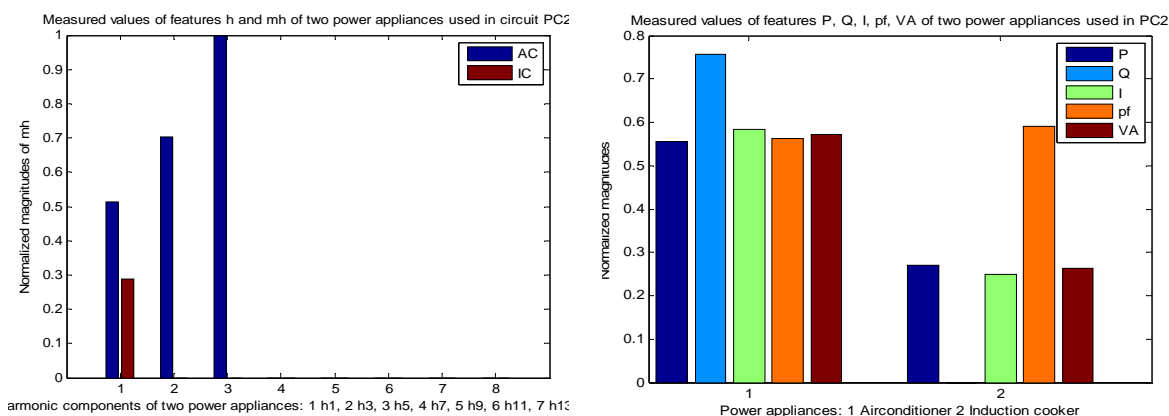 Measured values of features h and mh of two power appliances used in circuit PC2
1
0.9
0.8
0.7
0.6
0.5
0.4
0.3
0.2
0.1
0
Normalized magnitudes of mh
AC
IC
1 2 3 4 5 6 7 8
armonic components of two power appliances: 1 h1, 2 h3, 3 h5, 4 h7, 5 h9, 6 h11, 7 h13
Measured values of features P, Q, I, pf, VA of two power appliances used in PC2
0.8
0.7
0.6
0.5
0.4
0.3
0.2
0.1
0
Normalized magnitudes
P
Q
I
pf
VA
1 2
Power appliances: 1 Airconditioner 2 Induction cooker